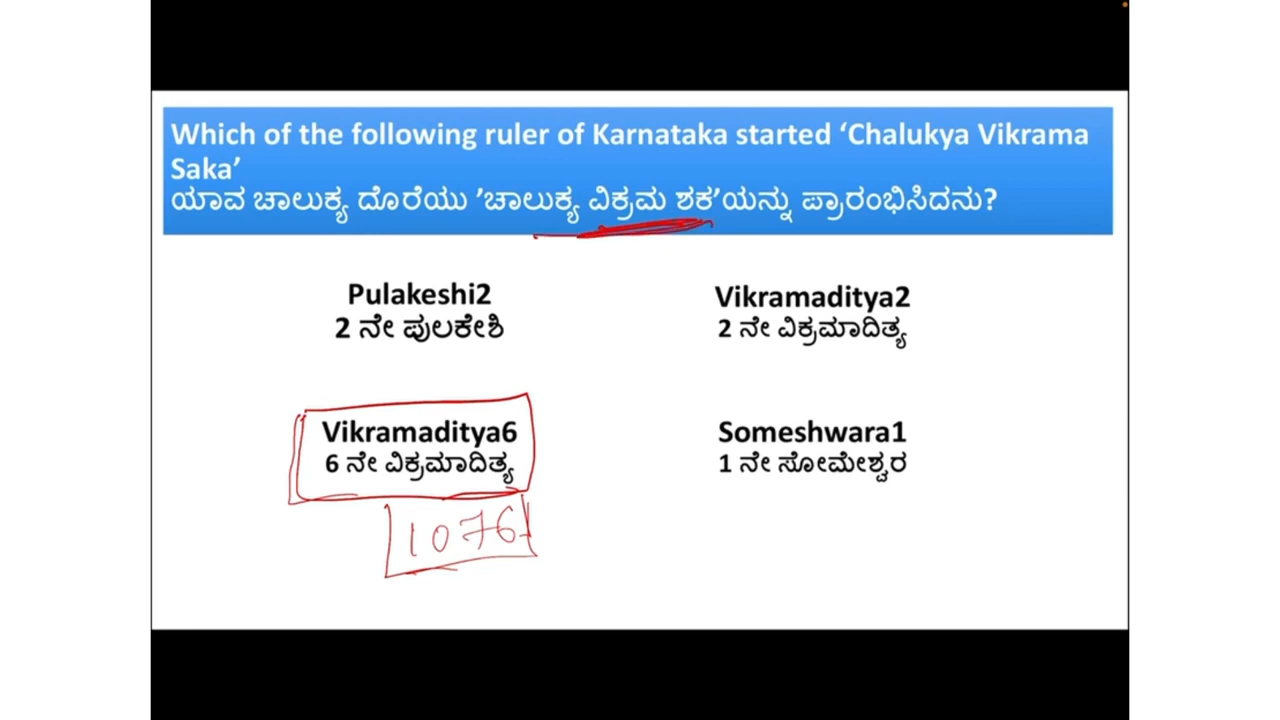 Which of the following ruler of Karnataka started ‘Chalukya Vikrama
Saka’
ಯಾವ ಚಾಲುಕ್ಯ ದೊರೆಯು ’ಚಾಲುಕ್ಯ ವಿಕ್ರಮ ಶಕ’ಯನ್ನು ಪ್ರಾರಂಭಿಸಿದನು?
Pulakeshi2
2 ನೇ ಪುಲಕೇಶಿ
Vikramaditya2
2 ನೇ ವಿಕ್ರಮಾದಿತ್ಯ
Vikramaditya6
6 ನೇ ವಿಕ್ರಮಾದಿತ್ಯ
Someshwara1
1 ನೇ ಸೋಮೇಶ್ವರ
1076